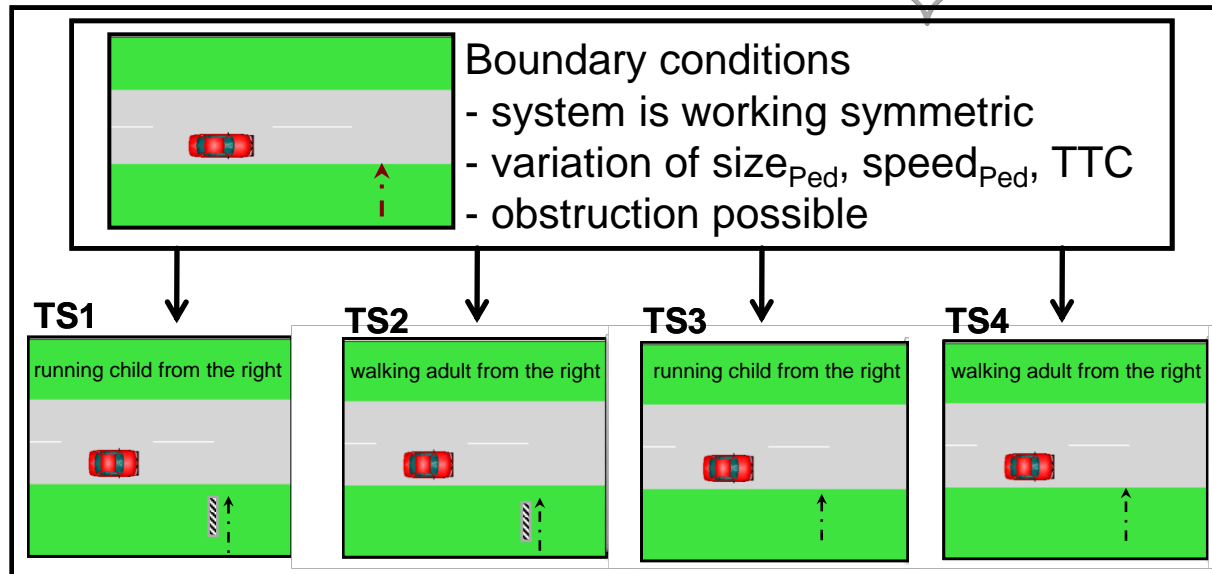 Boundary conditions
- system is working symmetric
- variation of sizePed, speedPed, TTC
- obstruction possible
TS1
TS2
TS3
TS4
running child from the right
walking adult from the right
running child from the right
walking adult from the right